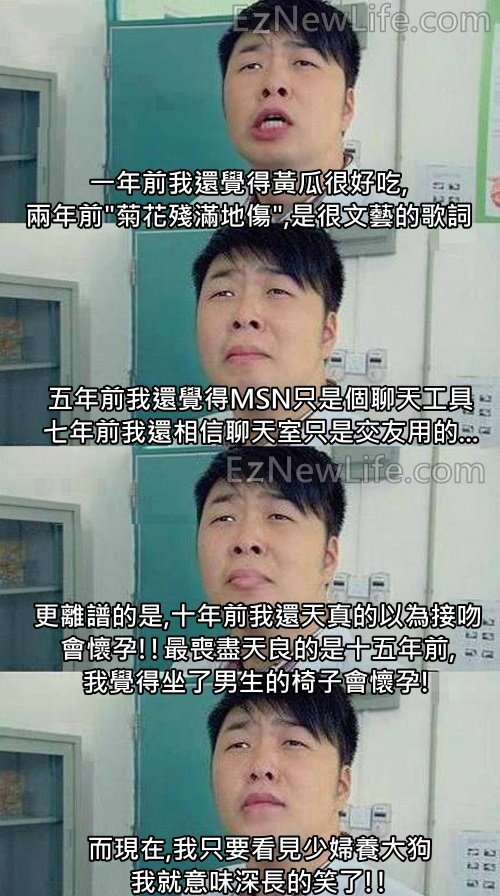 EzNewLife.com
一年前我還覺得黃瓜很好吃,
兩年前"菊花殘滿地傷",是很文藝的歌詞
五年前我還覺得MSN只是個聊天工具
七年前我還相信聊天室只是交友用的...
EzNewLife.com
更離譜的是,十年前我還天真的以為接吻
會懷孕!!最喪盡天良的是十五年前,
我覺得坐了男生的椅子會懷孕!
而現在,我只要看見少婦養大狗
我就意味深長的笑了!!